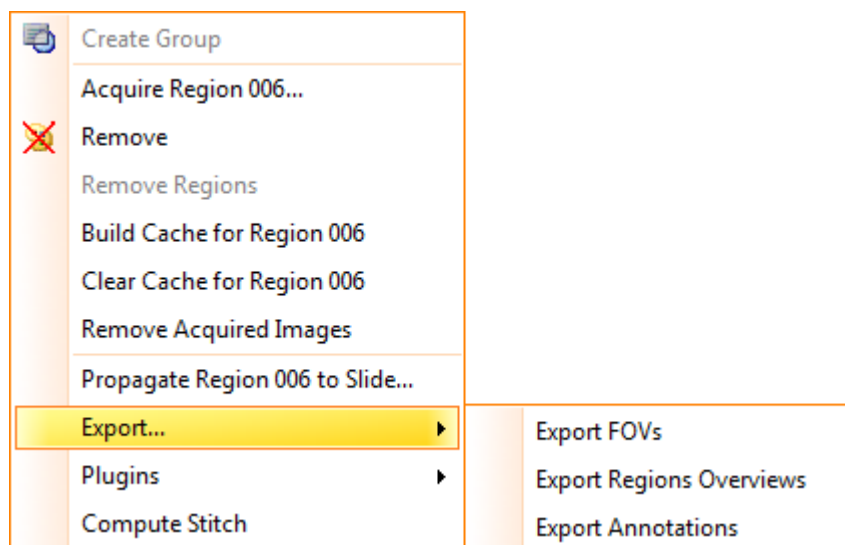 Create Group
Acquire Region 006...
Remove
Remove Regions
Build Cache for Region 006
Clear Cache for Region 006
Remove Acquired Images
Propagate Region 006 to Slide...
Export...
Plugins
Compute Stitch
Export FOVs
Export Regions Overviews
Export Annotations